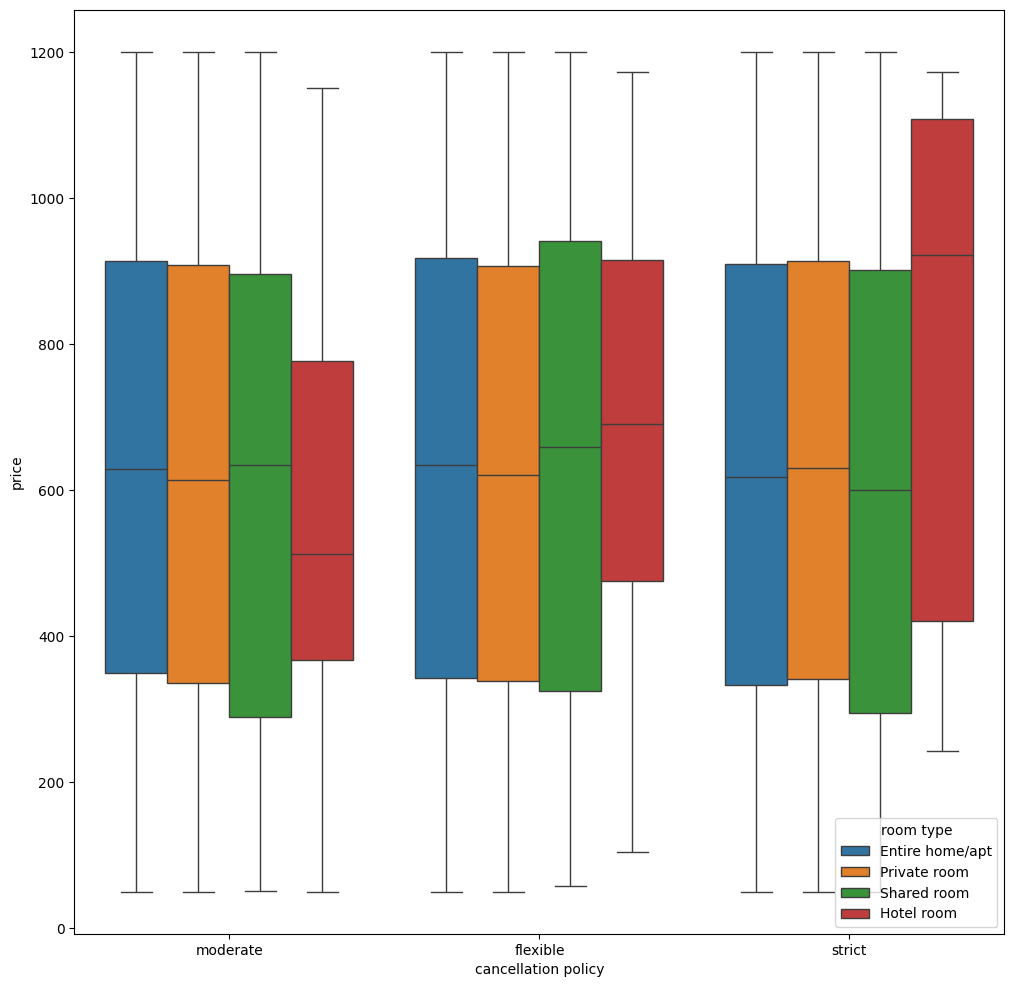 1200
1000
800
600
400
200
0
price
moderate
flexible
strict
cancellation policy
room type
Entire home/apt
Private room
Shared room
Hotel room